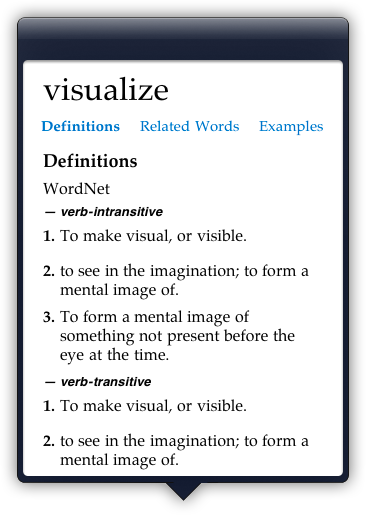 visualize
Definitions Related Words Examples
Definitions
WordNet
— verb-intransitive
1. To make visual, or visible.
2. to see in the imagination; to form a
mental image of.
3. To form a mental image of
something not present before the
eye at the time.
— verb-transitive
1. To make visual, or visible.
2. to see in the imagination; to form a
mental image of.